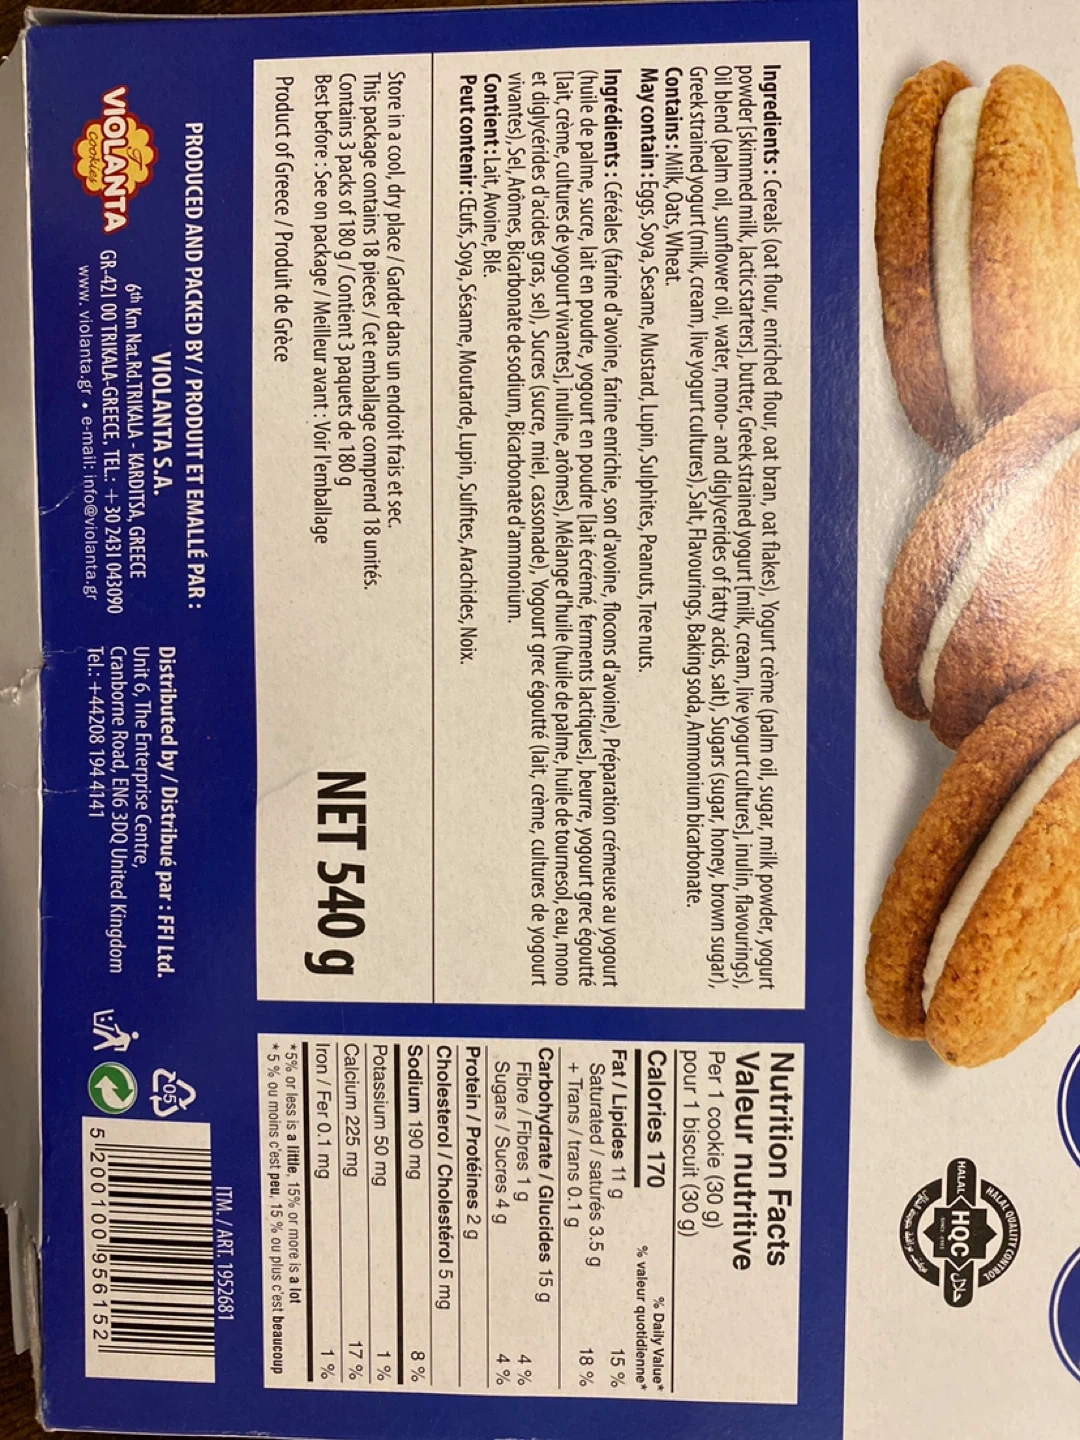 Ingredients : Cereals (oat flour, enriched flour, oat bran, oat flakes), Yogurt crème (palm oil, sugar, milk powder, yogurt
powder [skimmed milk, lactic starters], butter, Greek strained yogurt [milk, cream, live yogurt cultures], inulin, flavourings),
Oil blend (palm oil, sunflower oil, water, mono- and diglycerides of fatty acids, salt), Sugars (sugar, honey, brown sugar),
Greek strained yogurt (milk, cream, live yogurt cultures), Salt, Flavourings, Baking soda, Ammonium bicarbonate.
Contains : Milk, Oats, Wheat.
May contain : Eggs, Soya, Sesame, Mustard, Lupin, Sulphites, Peanuts, Tree nuts.
Ingrédients : Céréales (farine d'avoine, farine enrichie, son d'avoine, flocons d'avoine), Préparation crémeuse au yogourt
(huile de palme, sucre, lait en poudre, yogourt en poudre [lait écrémé, ferments lactiques], beurre, yogourt grec égoutté
[lait, crème, cultures de yogourt vivantes], inuline, arômes), Mélange d'huile (huile de palme, huile de tournesol, eau, mono
et diglycérides d'acides gras, sel), Sucres (sucre, miel, cassonade), Yogourt grec égoutté (lait, crème, cultures de yogourt
vivantes), Sel, Arômes, Bicarbonate de sodium, Bicarbonate d'ammonium.
Contient : Lait, Avoine, Blé.
Peut contenir : Œufs, Soya, Sésame, Moutarde, Lupin, Sulfites, Arachides, Noix.
Store in a cool, dry place / Garder dans un endroit frais et sec.
This package contains 18 pieces / Cet emballage comprend 18 unités.
Contains 3 packs of 180 g / Contient 3 paquets de 180 g
Best before : See on package / Meilleur avant : Voir l'emballage
Product of Greece / Produit de Grèce
NET 540 g
Nutrition Facts
Valeur nutritive
Per 1 cookie (30 g)
pour 1 biscuit (30 g)
Calories 170
% Daily Value*
% valeur quotidienne*
Fat / Lipides 11 g 15 %
Saturated / saturés 3.5 g
+ Trans / trans 0.1 g 18 %
Carbohydrate / Glucides 15 g
Fibre / Fibres 1 g 4 %
Sugars / Sucres 4 g 4 %
Protein / Protéines 2 g
Cholesterol / Cholestérol 5 mg
Sodium 190 mg 8 %
Potassium 50 mg 1 %
Calcium 225 mg 17 %
Iron / Fer 0.1 mg 1 %
*5% or less is a little, 15% or more is a lot
*5 % ou moins c'est peu, 15 % ou plus c'est beaucoup
HALAL QUALITY CONTROL
HALAL HQC حلال
PRODUCED AND PACKED BY / PRODUIT ET EMALLÉ PAR :
VIOLANTA S.A.
6th Km Nat.Rd.TRIKALA - KARDITSA, GREECE
GR-421 00 TRIKALA-GREECE, TEL.: +30 2431 043090
www. violanta.gr • e-mail: info@violanta.gr
VIOLANTA
cookies
Distributed by / Distribué par : FFI Ltd.
Unit 6, The Enterprise Centre,
Cranborne Road, EN6 3DQ United Kingdom
Tel.: +44208 194 4141
05
ITM. / ART. 1952681
5 200100 956152